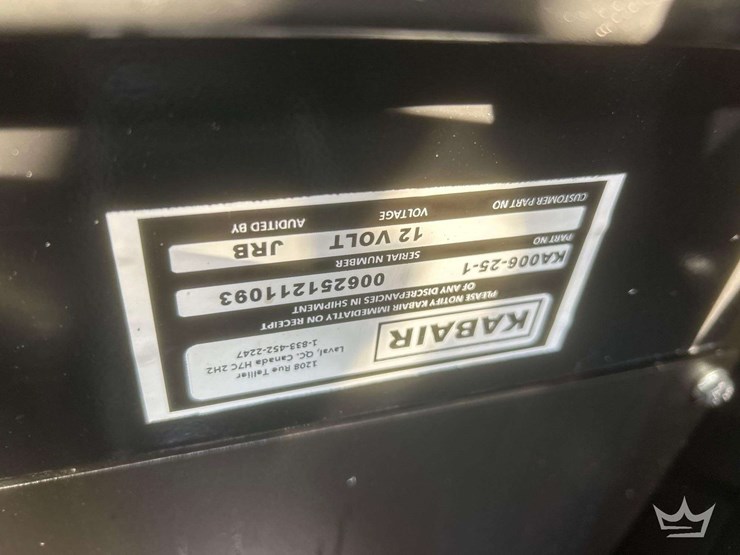 KABAIR
1208 Rue Tellier
Laval, QC. Canada H7C 2H2
1-833-452-2247
PLEASE NOTIFY KABAIR IMMEDIATLY ON RECEIPT
OF ANY DISCREPANCIES IN SHIPMENT
KA006-25-1 006251211093
PART NO SERIAL NUMBER
12 VOLT JRB
CUSTOMER PART NO VOLTAGE AUDITED BY